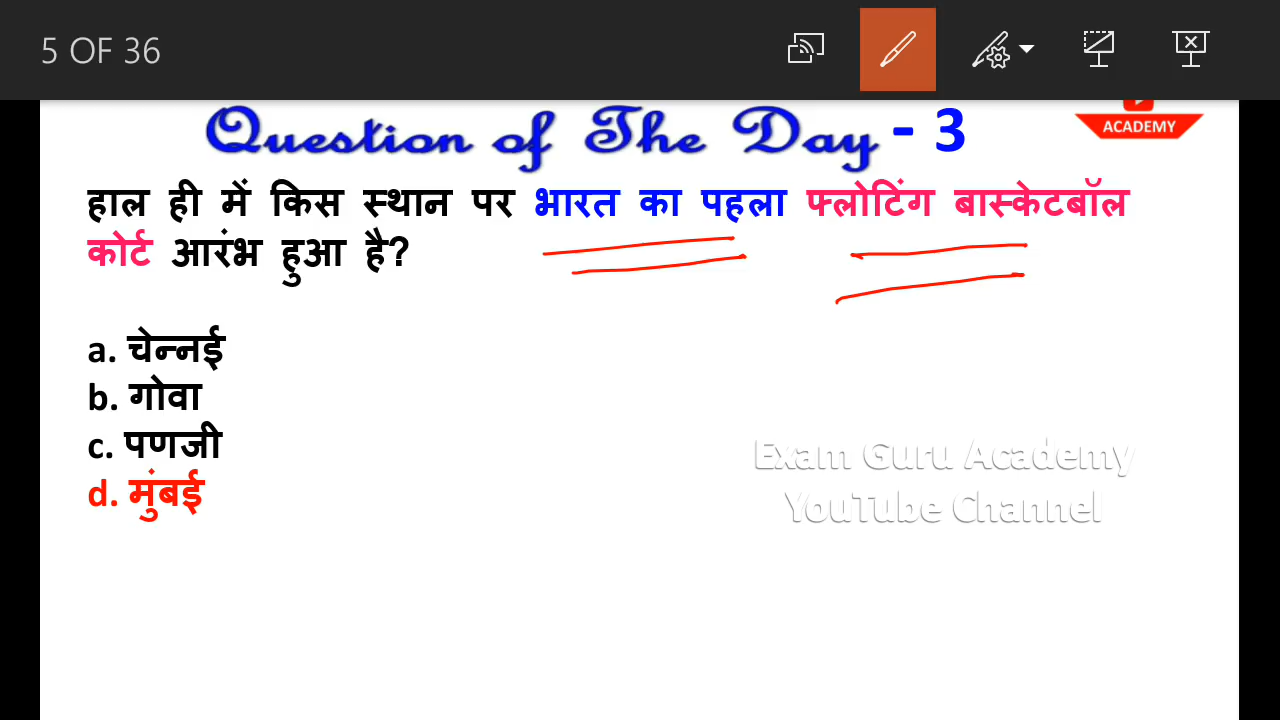 5 OF 36
Question of The Day - 3
ACADEMY
हाल ही में किस स्थान पर भारत का पहला फ्लोटिंग बास्केटबॉल
कोर्ट आरंभ हुआ है?
a. चेन्नई
b. गोवा
c. पणजी
d. मुंबई
Exam Guru Academy
YouTube Channel